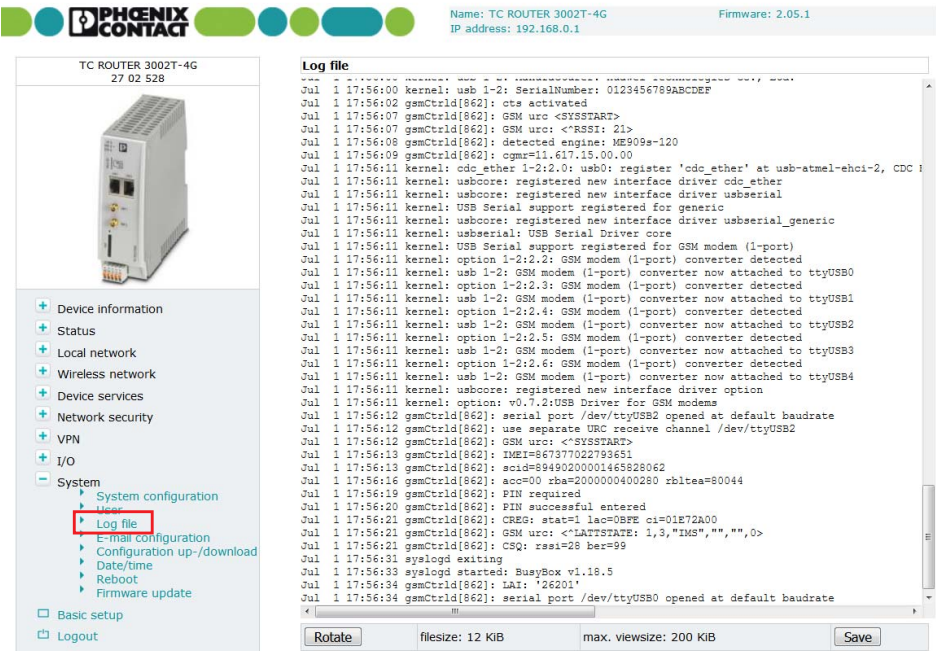 PHŒNIX
CONTACT
Name: TC ROUTER 3002T-4G
Firmware: 2.05.1
IP address: 192.168.0.1
TC ROUTER 3002T-4G
27 02 528
Device information
Status
Local network
Wireless network
Device services
Network security
VPN
I/O
System
System configuration
User
Log file
E-mail configuration
Configuration up-/download
Date/time
Reboot
Firmware update
Basic setup
Logout
Log file
Jul 1 17:56:00 kernel: usb 1-2: SerialNumber: 0123456789ABCDEF
Jul 1 17:56:02 gsmCtrld[862]: cts activated
Jul 1 17:56:07 gsmCtrld[862]: GSM urc <SYSSTART>
Jul 1 17:56:07 gsmCtrld[862]: GSM urc: <^RSSI: 21>
Jul 1 17:56:08 gsmCtrld[862]: detected engine: ME909s-120
Jul 1 17:56:09 gsmCtrld[862]: cgmr=11.617.15.00.00
Jul 1 17:56:11 kernel: cdc_ether 1-2:2.0: usb0: register 'cdc_ether' at usb-atmel-ehci-2, CDC
Jul 1 17:56:11 kernel: usbcore: registered new interface driver cdc_ether
Jul 1 17:56:11 kernel: usbcore: registered new interface driver usbserial
Jul 1 17:56:11 kernel: USB Serial support registered for generic
Jul 1 17:56:11 kernel: usbcore: registered new interface driver usbserial_generic
Jul 1 17:56:11 kernel: usbserial: USB Serial Driver core
Jul 1 17:56:11 kernel: USB Serial support registered for GSM modem (1-port)
Jul 1 17:56:11 kernel: option 1-2:2.2: GSM modem (1-port) converter detected
Jul 1 17:56:11 kernel: usb 1-2: GSM modem (1-port) converter now attached to ttyUSB0
Jul 1 17:56:11 kernel: option 1-2:2.3: GSM modem (1-port) converter detected
Jul 1 17:56:11 kernel: usb 1-2: GSM modem (1-port) converter now attached to ttyUSB1
Jul 1 17:56:11 kernel: option 1-2:2.4: GSM modem (1-port) converter detected
Jul 1 17:56:11 kernel: usb 1-2: GSM modem (1-port) converter now attached to ttyUSB2
Jul 1 17:56:11 kernel: option 1-2:2.5: GSM modem (1-port) converter detected
Jul 1 17:56:11 kernel: usb 1-2: GSM modem (1-port) converter now attached to ttyUSB3
Jul 1 17:56:11 kernel: option 1-2:2.6: GSM modem (1-port) converter detected
Jul 1 17:56:11 kernel: usb 1-2: GSM modem (1-port) converter now attached to ttyUSB4
Jul 1 17:56:11 kernel: usbcore: registered new interface driver option
Jul 1 17:56:11 kernel: option: v0.7.2:USB Driver for GSM modems
Jul 1 17:56:12 gsmCtrld[862]: serial port /dev/ttyUSB2 opened at default baudrate
Jul 1 17:56:12 gsmCtrld[862]: use separate URC receive channel /dev/ttyUSB2
Jul 1 17:56:12 gsmCtrld[862]: GSM urc: <^SYSSTART>
Jul 1 17:56:13 gsmCtrld[862]: IMEI=867377022793651
Jul 1 17:56:13 gsmCtrld[862]: scid=89490200001465828062
Jul 1 17:56:16 gsmCtrld[862]: acc=00 rba=2000000400280 rbltea=80044
Jul 1 17:56:19 gsmCtrld[862]: PIN required
Jul 1 17:56:20 gsmCtrld[862]: PIN successful entered
Jul 1 17:56:21 gsmCtrld[862]: CREG: stat=1 lac=0BFE ci=01E72A00
Jul 1 17:56:21 gsmCtrld[862]: GSM urc: <^LATTSTATE: 1,3,"IMS","","",0>
Jul 1 17:56:21 gsmCtrld[862]: CSQ: rssi=28 ber=99
Jul 1 17:56:31 syslogd exiting
Jul 1 17:56:33 syslogd started: BusyBox v1.18.5
Jul 1 17:56:34 gsmCtrld[862]: LAI: '26201'
Jul 1 17:56:34 gsmCtrld[862]: serial port /dev/ttyUSB0 opened at default baudrate
Rotate
filesize: 12 KiB
max. viewsize: 200 KiB
Save